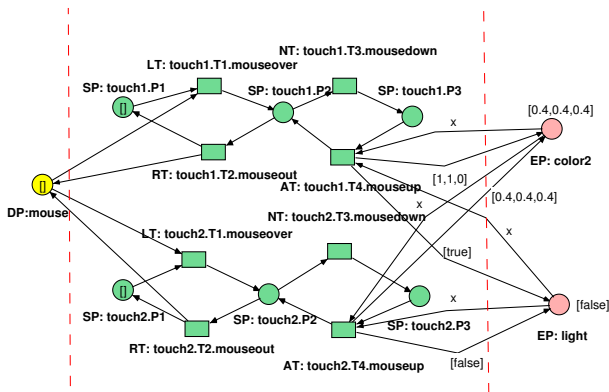 NT: touch1.T3.mousedown
LT: touch1.T1.mouseover
SP: touch1.P1
SP: touch1.P2
SP: touch1.P3
[]
[0.4,0.4,0.4]
x
EP: color2
RT: touch1.T2.mouseout
AT: touch1.T4.mouseup
[1,1,0]
[]
DP:mouse
x
[0.4,0.4,0.4]
NT: touch2.T3.mousedown
LT: touch2.T1.mouseover
x
[true]
[]
x
[false]
SP: touch2.P1
SP: touch2.P2
SP: touch2.P3
EP: light
RT: touch2.T2.mouseout
[false]
AT: touch2.T4.mouseup